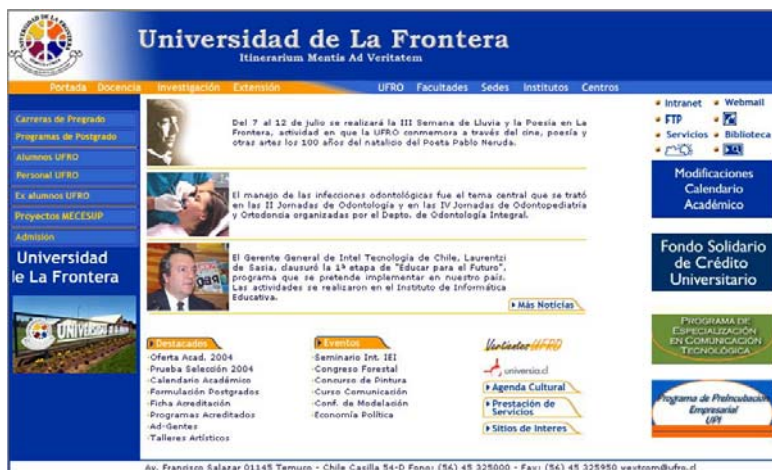 Universidad de La Frontera
Itinerarium Mentis Ad Veritatem
Portada Docencia Investigación Extensión UFRO Facultades Sedes Institutos Centros
Carreras de Pregrado
Programas de Postgrado
Alumnos UFRO
Personal UFRO
Ex alumnos UFRO
Proyectos MECESUP
Admisión
Universidad
le La Frontera
Del 7 al 12 de julio se realizará la III Semana de Lluvia y la Poesía en La
Frontera, actividad en que la UFRO conmemora a través del cine, poesía y
otras artes los 100 años del natalicio del Poeta Pablo Neruda.
El manejo de las infecciones odontológicas fue el tema central que se trató
en las II Jornadas de Odontología y en las IV Jornadas de Odontopediatría
y Ortodoncia organizadas por el Depto. de Odontología Integral.
El Gerente General de Intel Tecnología de Chile, Laurentzi
de Sasia, clausuró la 1ª etapa de "Educar para el Futuro",
programa que se pretende implementar en nuestro país.
Las actividades se realizaron en el Instituto de Informática
Educativa.
Más Noticias
Destacados
Oferta Acad. 2004
Prueba Selección 2004
Calendario Académico
Formulación Postgrados
Ficha Acreditación
Programas Acreditados
Ad-Gentes
Talleres Artísticos
Eventos
Seminario Int. IEI
Congreso Forestal
Concurso de Pintura
Curso Comunicación
Conf. de Modelación
Economía Política
Vertientes UFRO
universia.cl
Agenda Cultural
Prestación de
Servicios
Sitios de Interes
Intranet Webmail
FTP
Servicios Biblioteca
Modificaciones
Calendario
Académico
Fondo Solidario
de Crédito
Universitario
PROGRAMA DE
ESPECIALIZACIÓN
EN COMUNICACIÓN
TECNOLÓGICA
Programa de PreIncubación
Empresarial
UPI
Av. Francisco Salazar 01145 Temuco - Chile Casilla 54-D Fono: (56) 45 325000 - Fax: (56) 45 325950